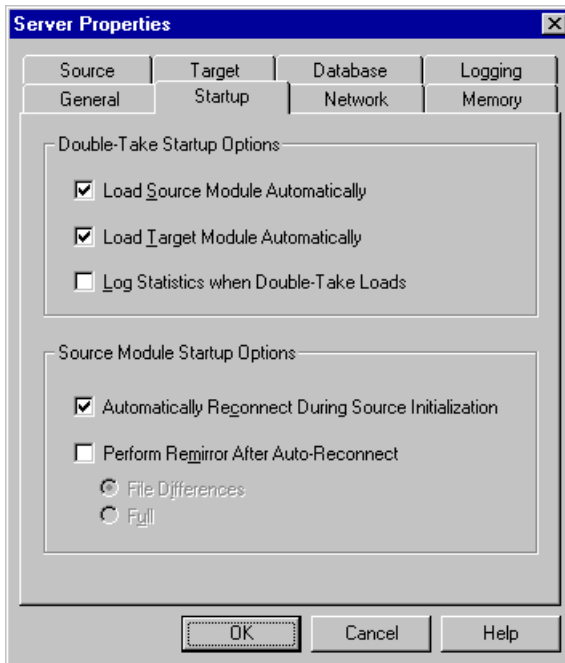 Server Properties
Source Target Database Logging
General Startup Network Memory
Double-Take Startup Options
Load Source Module Automatically
Load Target Module Automatically
Log Statistics when Double-Take Loads
Source Module Startup Options
Automatically Reconnect During Source Initialization
Perform Remirror After Auto-Reconnect
File Differences
Full
OK Cancel Help